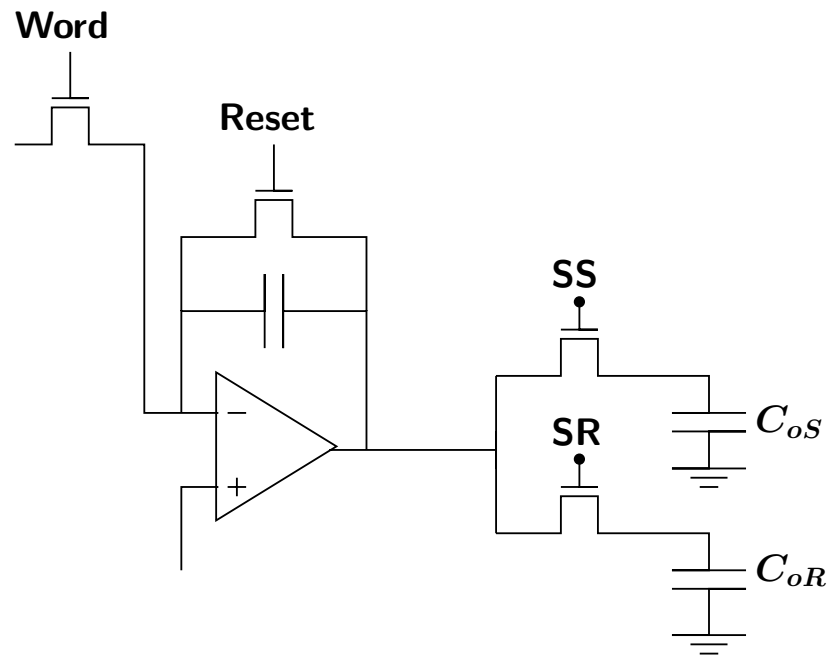 Word
Reset
SS
C_{oS}
SR
−
+
C_{oR}